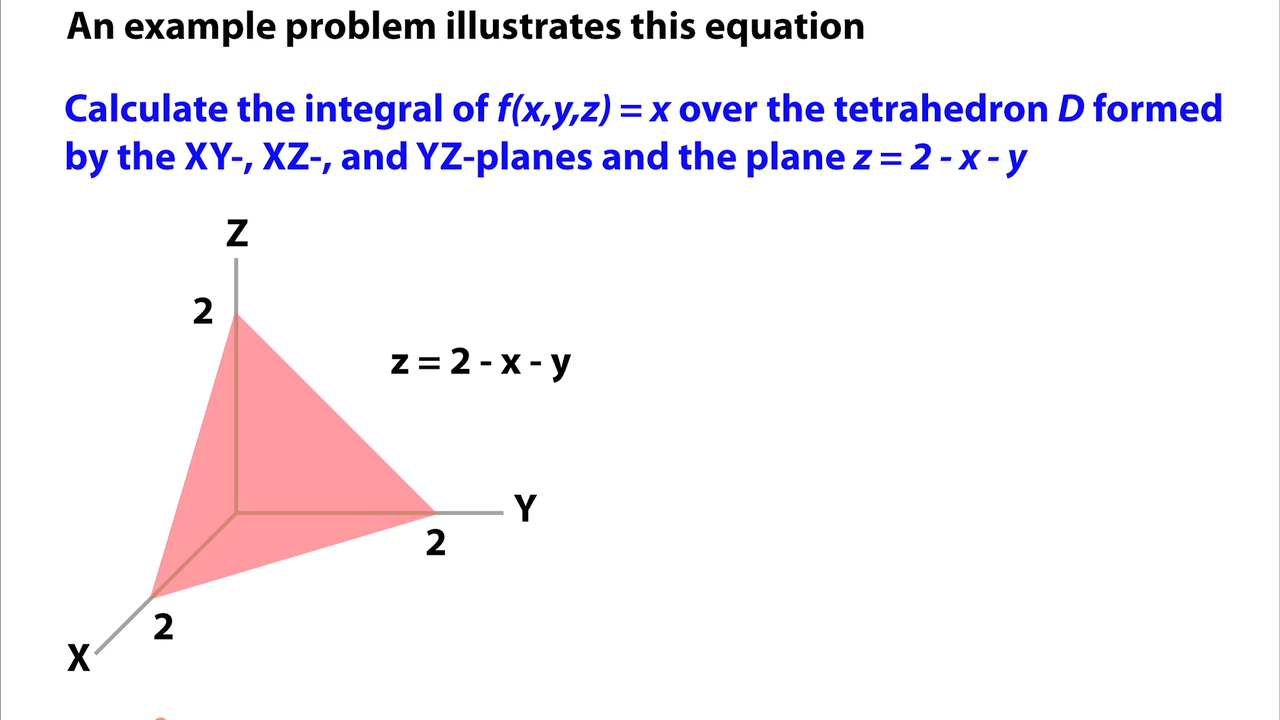 An example problem illustrates this equation
Calculate the integral of f(x,y,z) = x over the tetrahedron D formed
by the XY-, XZ-, and YZ-planes and the plane z = 2 - x - y
Z
2
z = 2 - x - y
Y
2
2
X